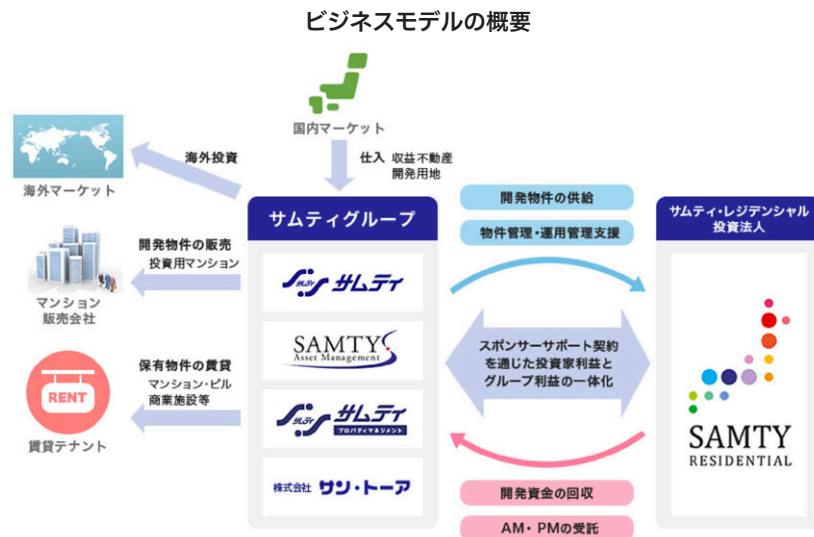 ビジネスモデルの概要
国内マーケット
仕入 収益不動産
開発用地
海外投資
海外マーケット
開発物件の販売
投資用マンション
マンション
販売会社
保有物件の賃貸
マンション・ビル
商業施設等
RENT
賃貸テナント
サムティグループ
サムティ サムティ
SAMTY
Asset Management
サムティ サムティ
プロパティマネジメント
株式会社 サン・トーア
開発物件の供給
物件管理・運用管理支援
スポンサーサポート契約
を通じた投資家利益と
グループ利益の一体化
開発資金の回収
AM・PMの受託
サムティ・レジデンシャル
投資法人
SAMTY
RESIDENTIAL